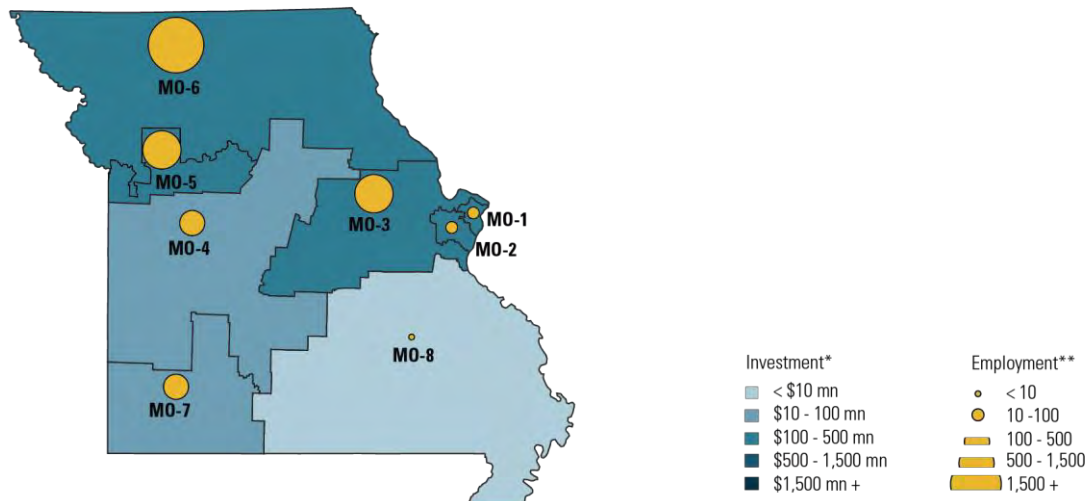 MO-6
MO-5
MO-3
MO-1
MO-4
MO-2
MO-8
MO-7
Investment*
< $10 mn
$10 - 100 mn
$100 - 500 mn
$500 - 1,500 mn
$1,500 mn +
Employment**
< 10
10 -100
100 - 500
500 - 1,500
1,500 +